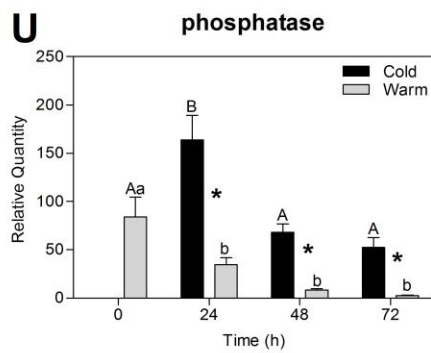 U
phosphatase
Relative Quantity
250
200
150
100
50
0
Cold
Warm
Aa
B
*
b
A
*
b
A
*
b
0 24 48 72
Time (h)